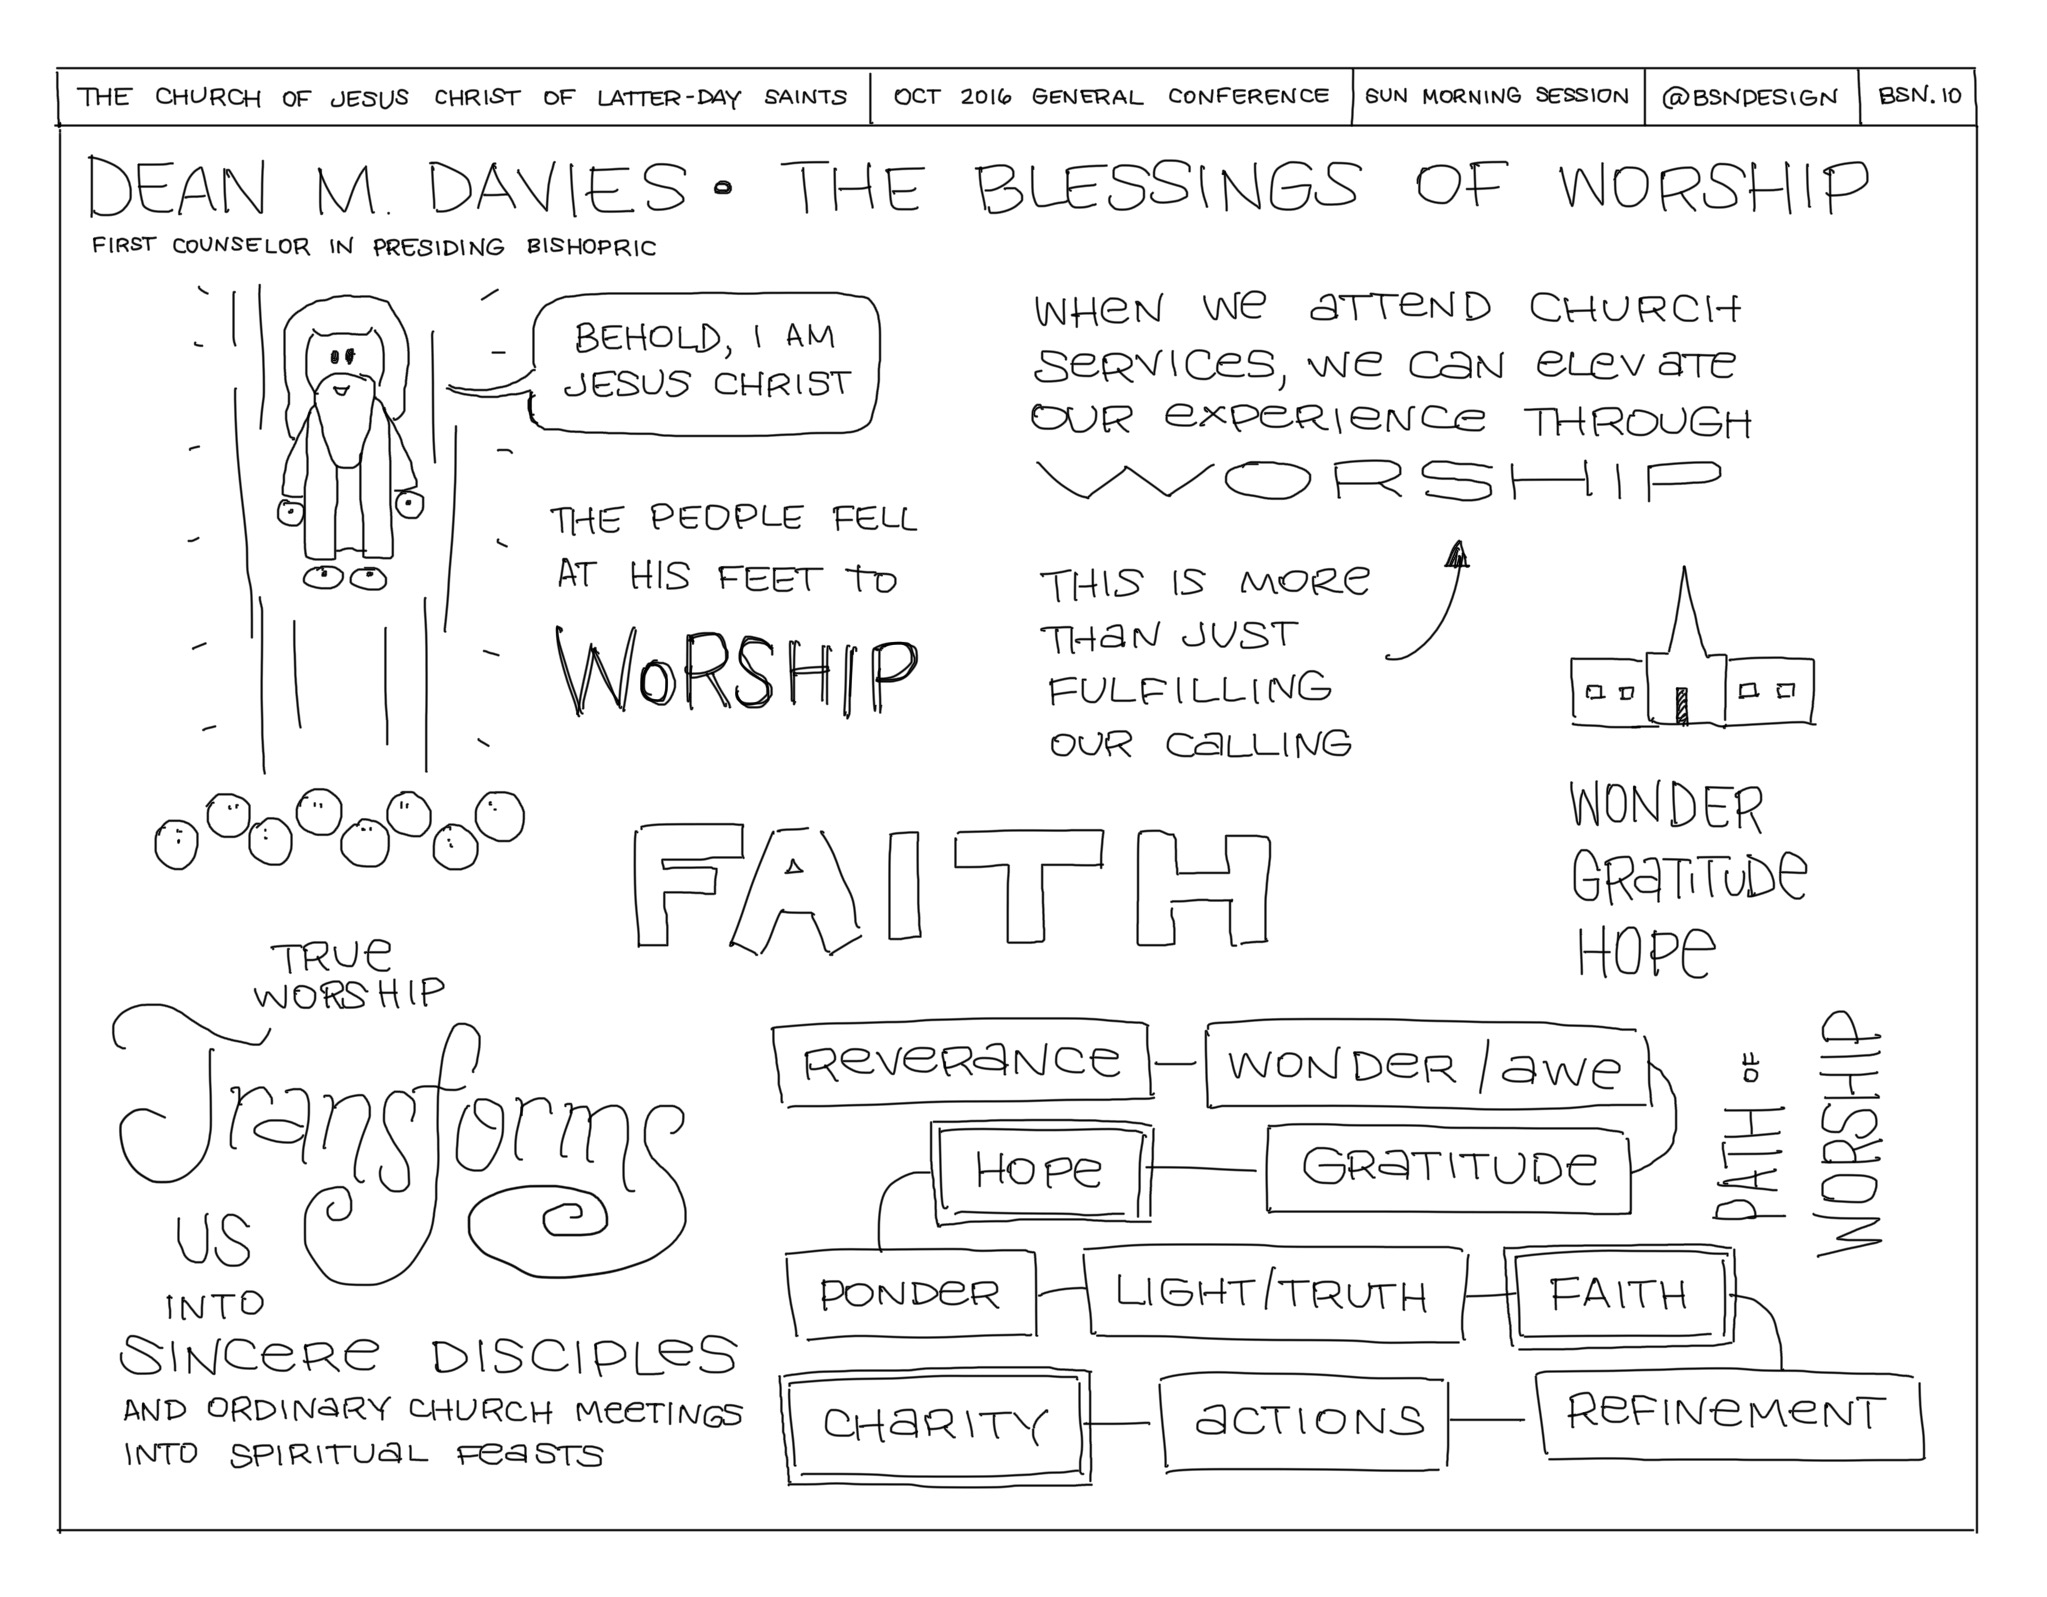 THE CHURCH OF JESUS CHRIST OF LATTER-DAY SAINTS
OCT 2016 GENERAL CONFERENCE
SUN MORNING SESSION
@BSNDESIGN
BSN.10
DEAN M. DAVIES • THE BLESSINGS OF WORSHIP
FIRST COUNSELOR IN PRESIDING BISHOPRIC
BEHOLD, I AM
JESUS CHRIST
THE PEOPLE FELL
AT HIS FEET TO
WORSHIP
WHEN WE ATTEND CHURCH
SERVICES, WE CAN ELEVATE
OUR EXPERIENCE THROUGH
WORSHIP
THIS IS MORE
THAN JUST
FULFILLING
OUR CALLING
WONDER
GRATITUDE
HOPE
FAITH
TRUE
WORSHIP
Transforms
US
INTO
SINCERE DISCIPLES
AND ORDINARY CHURCH MEETINGS
INTO SPIRITUAL FEASTS
REVERANCE
WONDER/AWE
GRATITUDE
HOPE
PONDER
LIGHT/TRUTH
FAITH
REFINEMENT
ACTIONS
CHARITY
PATH OF
WORSHIP